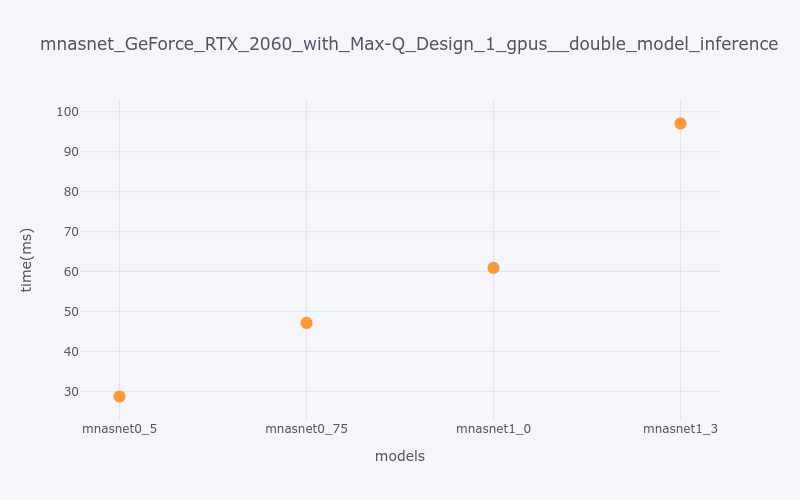 mnasnet_GeForce_RTX_2060_with_Max-Q_Design_1_gpus__double_model_inference
100
90
80
70
60
50
40
30
time(ms)
mnasnet0_5 mnasnet0_75 mnasnet1_0 mnasnet1_3
models